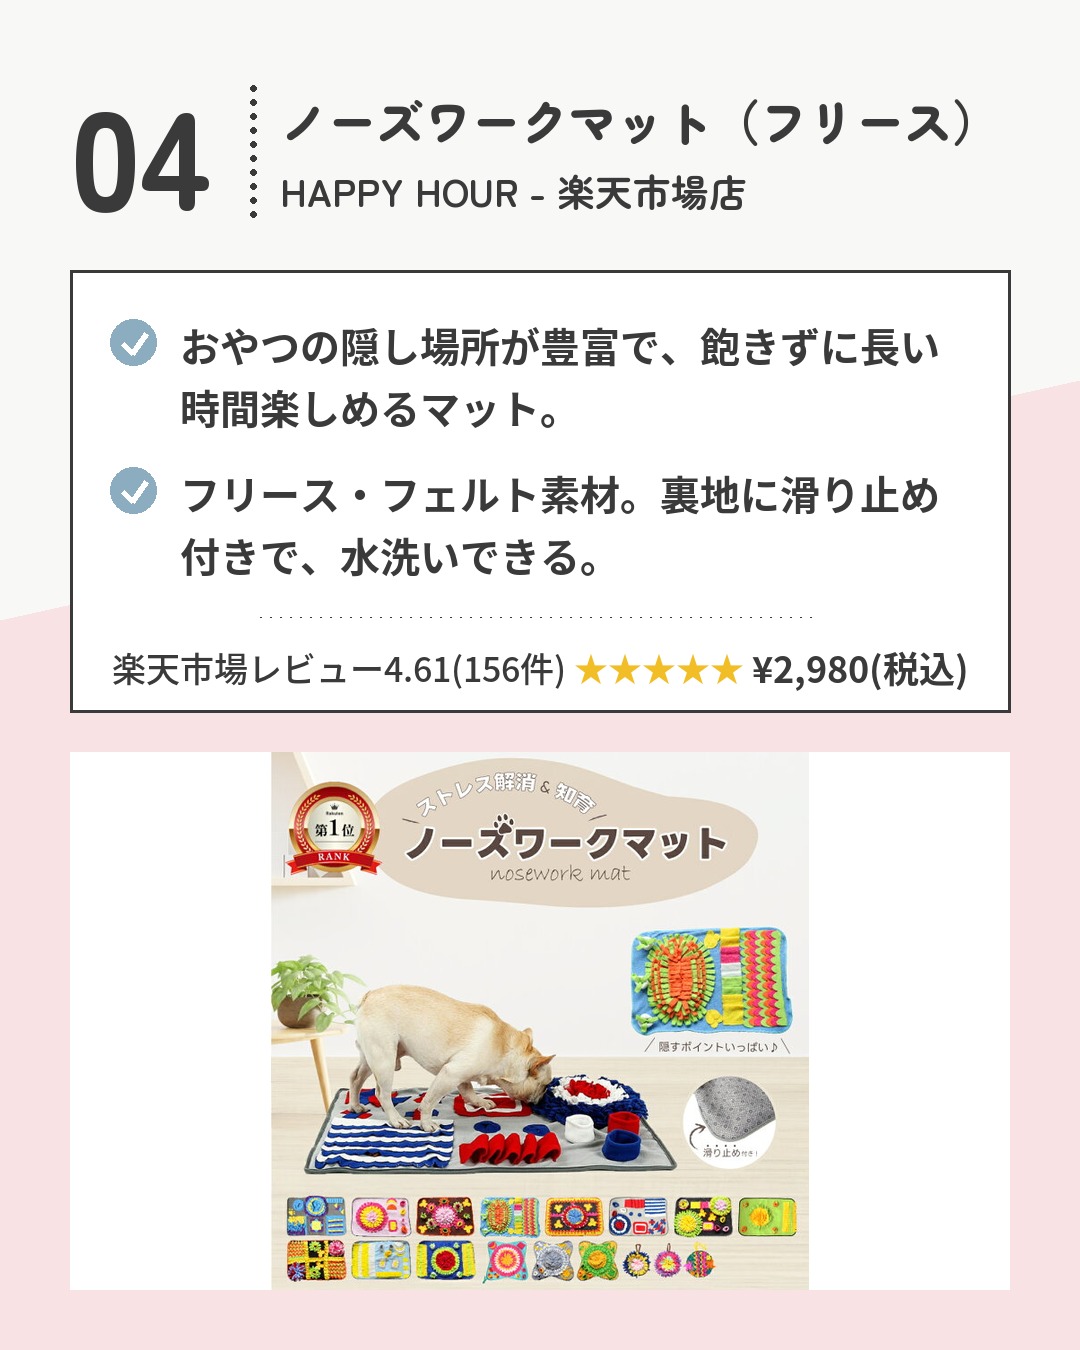 04
ノーズワークマット（フリース）
HAPPY HOUR - 楽天市場店
おやつの隠し場所が豊富で、飽きずに長い
時間楽しめるマット。
フリース・フェルト素材。裏地に滑り止め
付きで、水洗いできる。
楽天市場レビュー4.61(156件) ★★★★★ ¥2,980(税込)
ストレス解消 & 知育
Rakuten
第1位
RANK
ノーズワークマット
nosework mat
隠すポイントいっぱい♪
滑り止め付き！